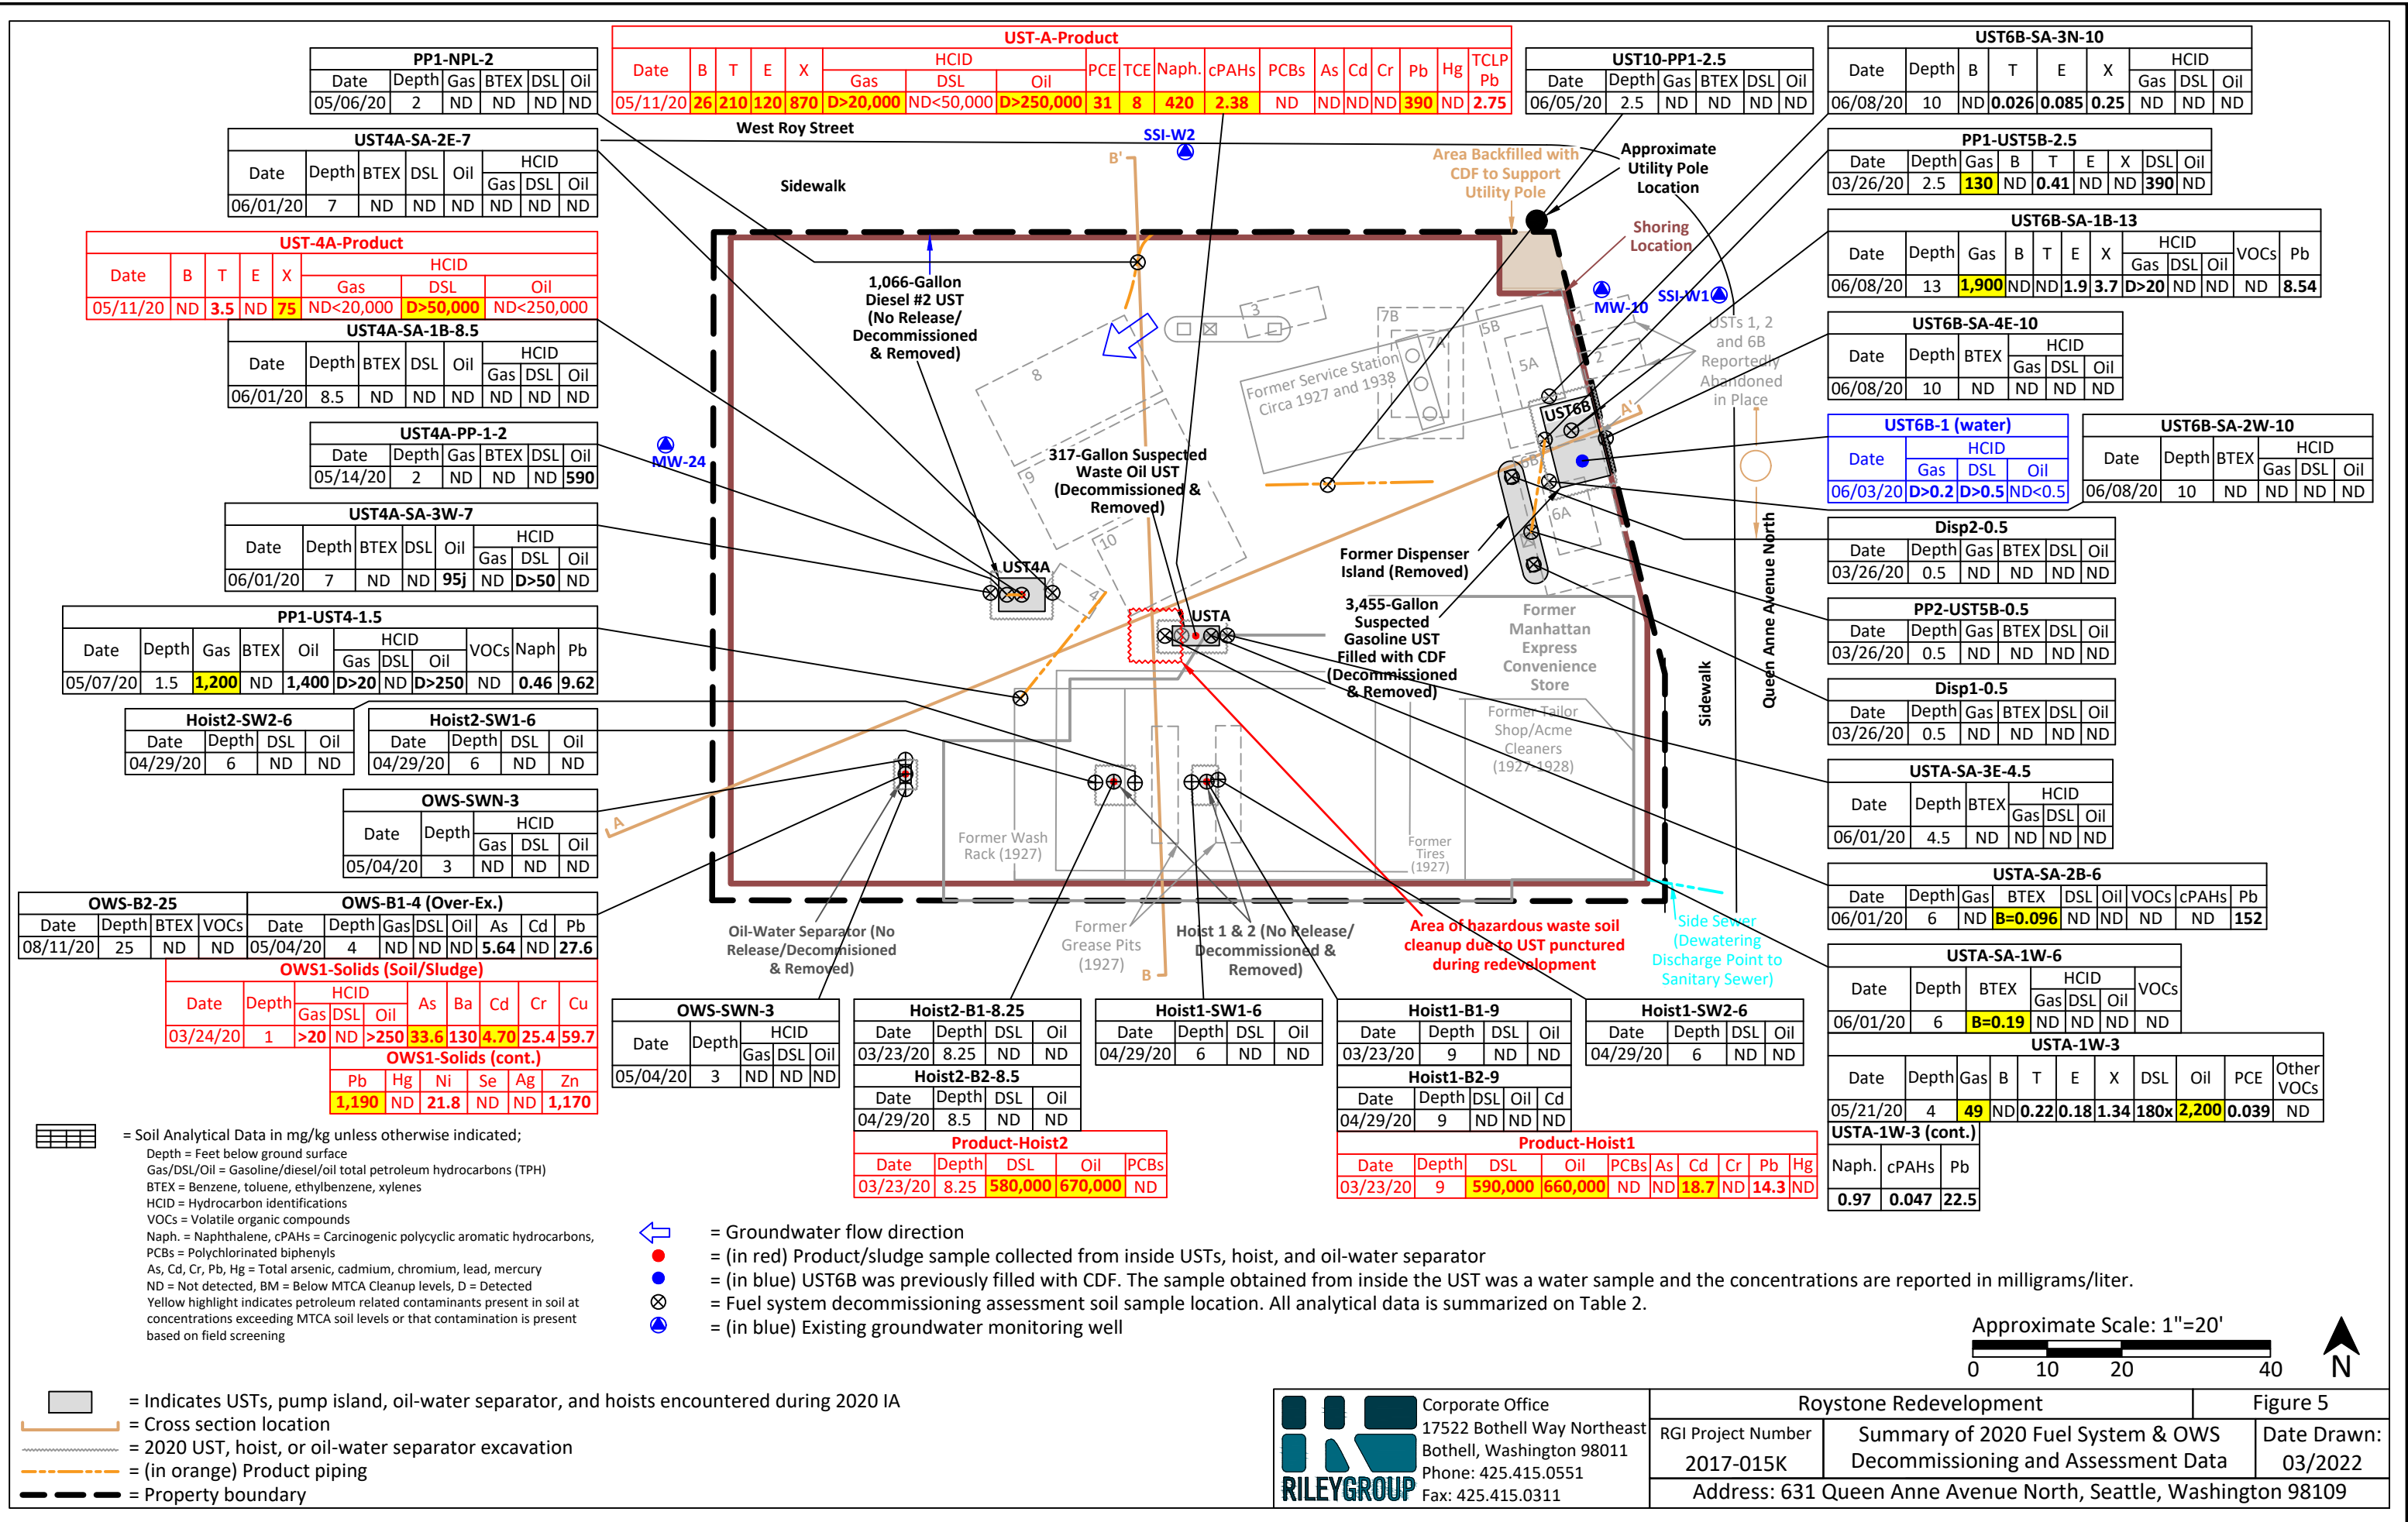 PP1-NPL-2
Date Depth Gas BTEX DSL Oil
05/06/20 2 ND ND ND ND
UST-A-Product
Date B T E X HCID PCE TCE Naph. cPAHs PCBs As Cd Cr Pb Hg TCLP Pb
Gas DSL Oil
05/11/20 26 210 120 870 D>20,000 ND<50,000 D>250,000 31 8 420 2.38 ND ND ND ND 390 ND 2.75
UST10-PP1-2.5
Date Depth Gas BTEX DSL Oil
06/05/20 2.5 ND ND ND ND
UST6B-SA-3N-10
Date Depth B T E X HCID
Gas DSL Oil
06/08/20 10 ND 0.026 0.085 0.25 ND ND ND
UST4A-SA-2E-7
Date Depth BTEX DSL Oil HCID
Gas DSL Oil
06/01/20 7 ND ND ND ND ND ND
PP1-UST5B-2.5
Date Depth Gas B T E X DSL Oil
03/26/20 2.5 130 ND 0.41 ND ND 390 ND
UST-4A-Product
Date B T E X HCID
Gas DSL Oil
05/11/20 ND 3.5 ND 75 ND<20,000 D>50,000 ND<250,000
UST6B-SA-1B-13
Date Depth Gas B T E X HCID VOCs Pb
Gas DSL Oil
06/08/20 13 1,900 ND ND 1.9 3.7 D>20 ND ND ND 8.54
UST4A-SA-1B-8.5
Date Depth BTEX DSL Oil HCID
Gas DSL Oil
06/01/20 8.5 ND ND ND ND ND ND
UST6B-SA-4E-10
Date Depth BTEX HCID
Gas DSL Oil
06/08/20 10 ND ND ND ND
UST4A-PP-1-2
Date Depth Gas BTEX DSL Oil
05/14/20 2 ND ND ND 590
UST6B-1 (water)
Date HCID
Gas DSL Oil
06/03/20 D>0.2 D>0.5 ND<0.5
UST6B-SA-2W-10
Date Depth BTEX HCID
Gas DSL Oil
06/08/20 10 ND ND ND ND
UST4A-SA-3W-7
Date Depth BTEX DSL Oil HCID
Gas DSL Oil
06/01/20 7 ND ND 95j ND D>50 ND
Disp2-0.5
Date Depth Gas BTEX DSL Oil
03/26/20 0.5 ND ND ND ND
PP1-UST4-1.5
Date Depth Gas BTEX Oil HCID VOCs Naph Pb
Gas DSL Oil
05/07/20 1.5 1,200 ND 1,400 D>20 ND D>250 ND 0.46 9.62
PP2-UST5B-0.5
Date Depth Gas BTEX DSL Oil
03/26/20 0.5 ND ND ND ND
Hoist2-SW2-6
Date Depth DSL Oil
04/29/20 6 ND ND
Hoist2-SW1-6
Date Depth DSL Oil
04/29/20 6 ND ND
Disp1-0.5
Date Depth Gas BTEX DSL Oil
03/26/20 0.5 ND ND ND ND
OWS-SWN-3
Date Depth HCID
Gas DSL Oil
05/04/20 3 ND ND ND
USTA-SA-3E-4.5
Date Depth BTEX HCID
Gas DSL Oil
06/01/20 4.5 ND ND ND ND
OWS-B2-25
Date Depth BTEX VOCs
08/11/20 25 ND ND
OWS-B1-4 (Over-Ex.)
Date Depth Gas DSL Oil As Cd Pb
05/04/20 4 ND ND ND 5.64 ND 27.6
USTA-SA-2B-6
Date Depth Gas BTEX DSL Oil VOCs cPAHs Pb
06/01/20 6 ND B=0.096 ND ND ND ND 152
OWS1-Solids (Soil/Sludge)
Date Depth HCID As Ba Cd Cr Cu
Gas DSL Oil
03/24/20 1 >20 ND >250 33.6 130 4.70 25.4 59.7
OWS1-Solids (cont.)
Pb Hg Ni Se Ag Zn
1,190 ND 21.8 ND ND 1,170
USTA-SA-1W-6
Date Depth BTEX HCID VOCs
Gas DSL Oil
06/01/20 6 B=0.19 ND ND ND ND
OWS-SWN-3
Date Depth HCID
Gas DSL Oil
05/04/20 3 ND ND ND
Hoist2-B1-8.25
Date Depth DSL Oil
03/23/20 8.25 ND ND
Hoist2-B2-8.5
Date Depth DSL Oil
04/29/20 8.5 ND ND
Product-Hoist2
Date Depth DSL Oil PCBs
03/23/20 8.25 580,000 670,000 ND
Hoist1-SW1-6
Date Depth DSL Oil
04/29/20 6 ND ND
Hoist1-B1-9
Date Depth DSL Oil
03/23/20 9 ND ND
Hoist1-B2-9
Date Depth DSL Oil Cd
04/29/20 9 ND ND ND
Product-Hoist1
Date Depth DSL Oil PCBs As Cd Cr Pb Hg
03/23/20 9 590,000 660,000 ND ND 18.7 ND 14.3 ND
Hoist1-SW2-6
Date Depth DSL Oil
04/29/20 6 ND ND
USTA-1W-3
Date Depth Gas B T E X DSL Oil PCE Other VOCs
05/21/20 4 49 ND 0.22 0.18 1.34 180x 2,200 0.039 ND
USTA-1W-3 (cont.)
Naph. cPAHs Pb
0.97 0.047 22.5
West Roy Street
SSI-W2
B'
Sidewalk
Area Backfilled with
CDF to Support
Utility Pole
Approximate
Utility Pole
Location
Shoring
Location
1,066-Gallon
Diesel #2 UST
(No Release/
Decommissioned
& Removed)
MW-10
SSI-W1
3
7B
7A
5B
5A
1
2
8
9
10
4
USTs 1, 2
and 6B
Reportedly
Abandoned
in Place
Former Service Station
Circa 1927 and 1938
UST6B
A'
6B
6A
MW-24
317-Gallon Suspected
Waste Oil UST
(Decommissioned &
Removed)
Former Dispenser
Island (Removed)
UST4A
USTA
3,455-Gallon
Suspected
Gasoline UST
Filled with CDF
(Decommissioned
& Removed)
Former
Manhattan
Express
Convenience
Store
Sidewalk
Queen Anne Avenue North
Former Tailor
Shop/Acme
Cleaners
(1927-1928)
A
Former Wash
Rack (1927)
Former
Tires
(1927)
Oil-Water Separator (No
Release/Decommisioned
& Removed)
Former
Grease Pits
(1927)
B
Hoist 1 & 2 (No Release/
Decommissioned &
Removed)
Area of hazardous waste soil
cleanup due to UST punctured
during redevelopment
Side Sewer
(Dewatering
Discharge Point to
Sanitary Sewer)
= Soil Analytical Data in mg/kg unless otherwise indicated;
Depth = Feet below ground surface
Gas/DSL/Oil = Gasoline/diesel/oil total petroleum hydrocarbons (TPH)
BTEX = Benzene, toluene, ethylbenzene, xylenes
HCID = Hydrocarbon identifications
VOCs = Volatile organic compounds
Naph. = Naphthalene, cPAHs = Carcinogenic polycyclic aromatic hydrocarbons,
PCBs = Polychlorinated biphenyls
As, Cd, Cr, Pb, Hg = Total arsenic, cadmium, chromium, lead, mercury
ND = Not detected, BM = Below MTCA Cleanup levels, D = Detected
Yellow highlight indicates petroleum related contaminants present in soil at
concentrations exceeding MTCA soil levels or that contamination is present
based on field screening
= Groundwater flow direction
= (in red) Product/sludge sample collected from inside USTs, hoist, and oil-water separator
= (in blue) UST6B was previously filled with CDF. The sample obtained from inside the UST was a water sample and the concentrations are reported in milligrams/liter.
= Fuel system decommissioning assessment soil sample location. All analytical data is summarized on Table 2.
= (in blue) Existing groundwater monitoring well
Approximate Scale: 1"=20'
0 10 20 40
N
= Indicates USTs, pump island, oil-water separator, and hoists encountered during 2020 IA
= Cross section location
= 2020 UST, hoist, or oil-water separator excavation
= (in orange) Product piping
= Property boundary
RILEYGROUP
Corporate Office
17522 Bothell Way Northeast
Bothell, Washington 98011
Phone: 425.415.0551
Fax: 425.415.0311
Roystone Redevelopment
Figure 5
RGI Project Number
2017-015K
Summary of 2020 Fuel System & OWS
Decommissioning and Assessment Data
Date Drawn:
03/2022
Address: 631 Queen Anne Avenue North, Seattle, Washington 98109